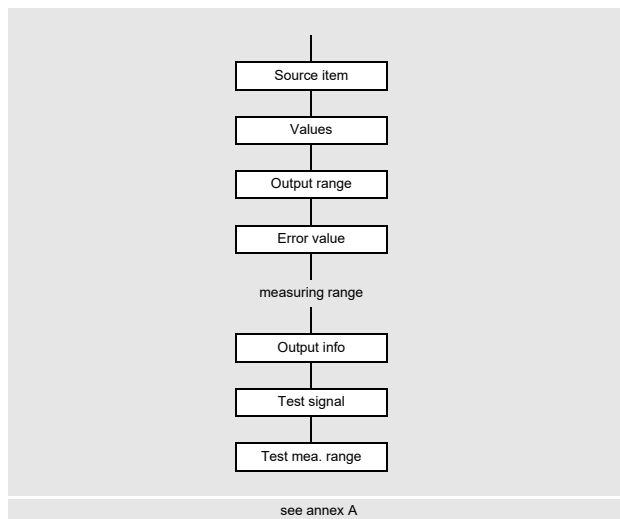 Source item
Values
Output range
Error value
measuring range
Output info
Test signal
Test mea. range
see annex A